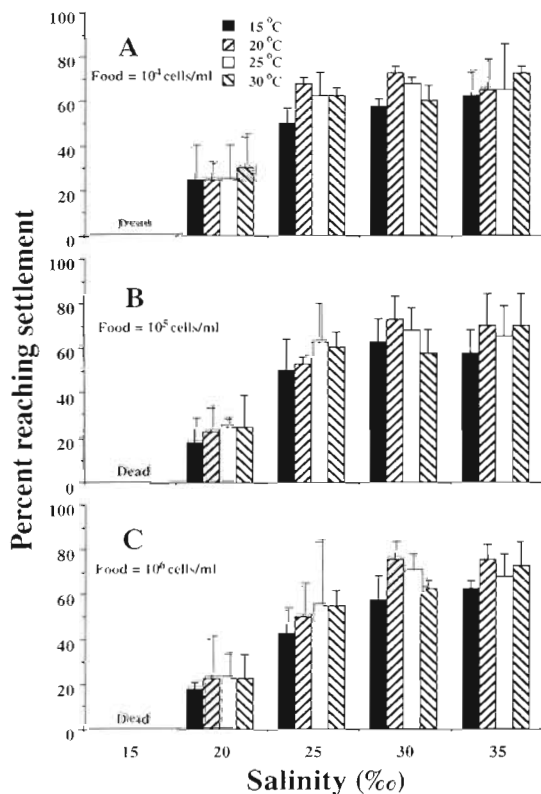 100
80
60
40
20
0
A
Food = 10⁴ cells/ml
Dead
15 °C
20 °C
25 °C
30 °C
100
80
60
40
20
0
B
Food = 10⁵ cells/ml
Dead
100
80
60
40
20
0
C
Food = 10⁶ cells/ml
Dead
15 20 25 30 35
Salinity (‰)
Percent reaching settlement